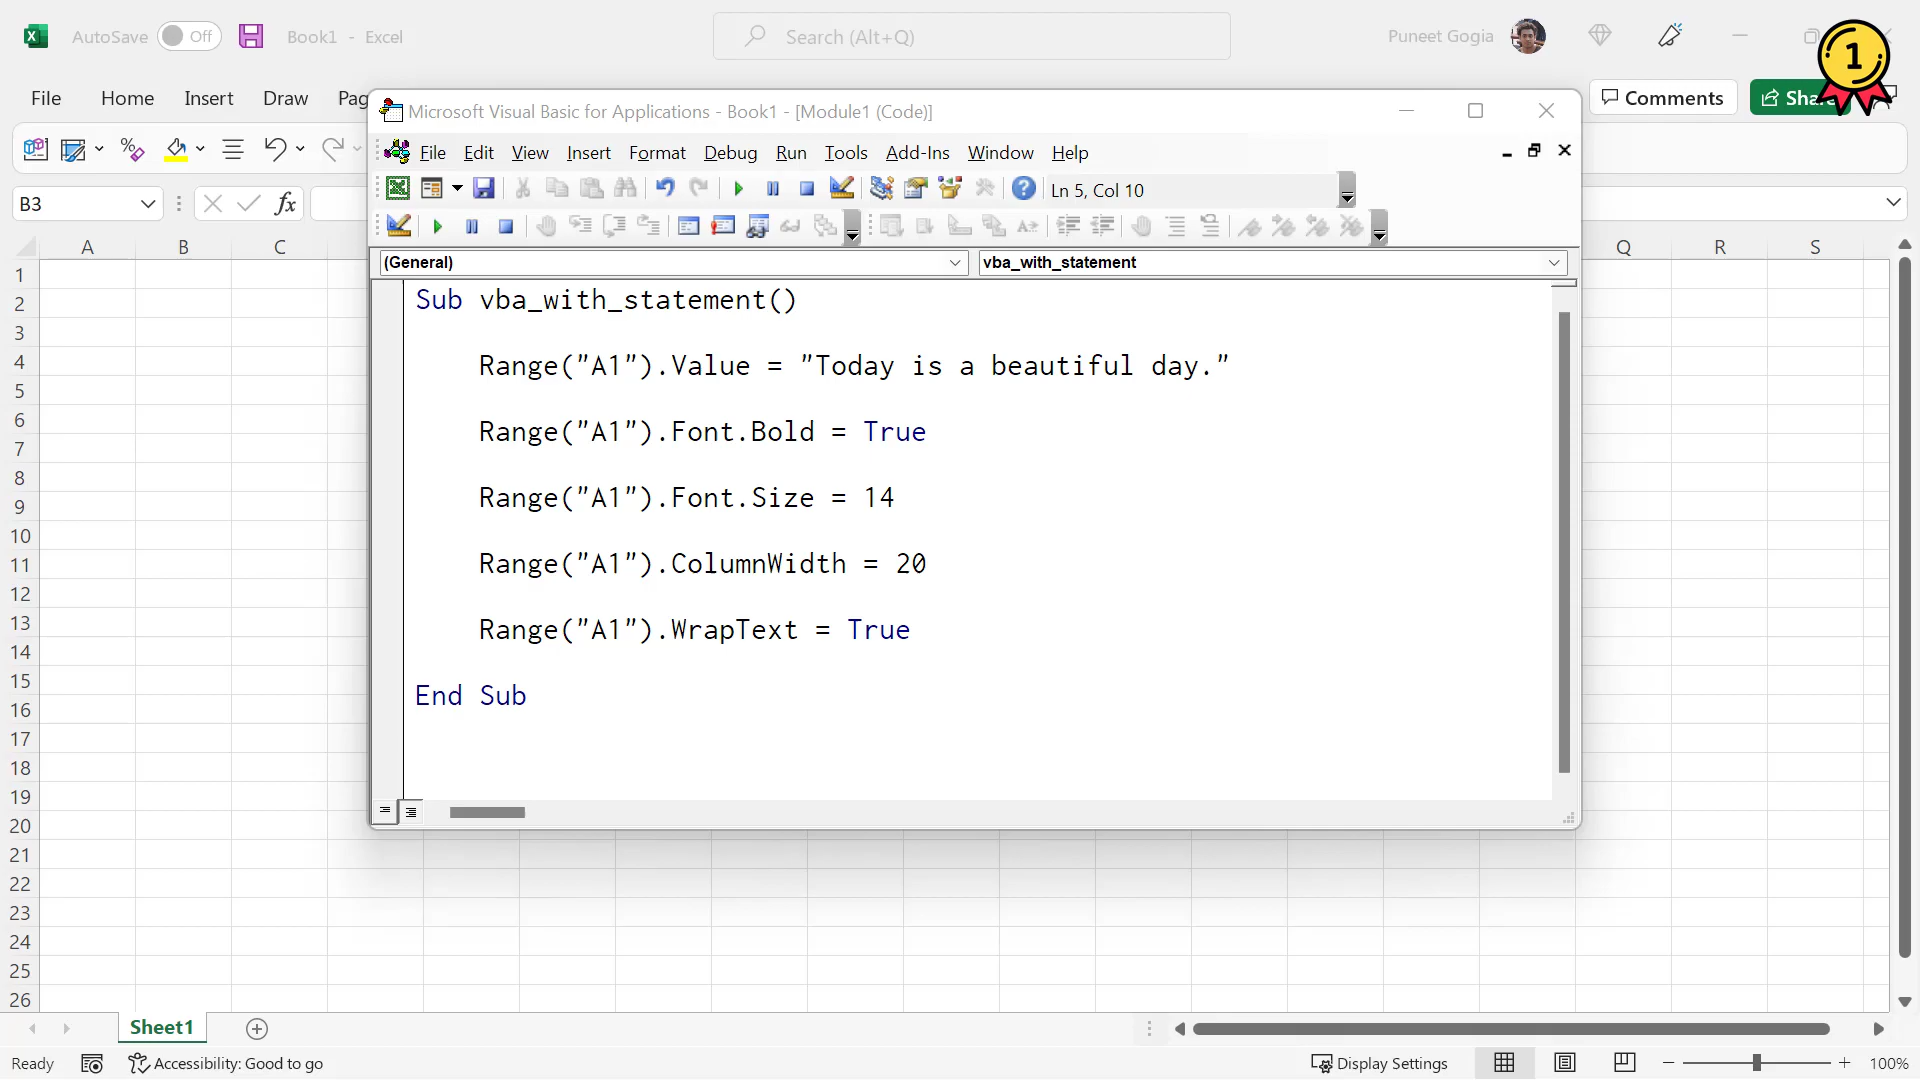 AutoSave Off Book1 - Excel Search (Alt+Q) Puneet Gogia 1
File Home Insert Draw Pag Comments Share
Microsoft Visual Basic for Applications - Book1 - [Module1 (Code)]
File Edit View Insert Format Debug Run Tools Add-Ins Window Help
Ln 5, Col 10
B3 fx
(General) vba_with_statement
A B C Q R S
1
2
3
4
5
6
7
8
9
10
11
12
13
14
15
16
17
18
19
20
21
22
23
24
25
26
Sub vba_with_statement()
Range("A1").Value = "Today is a beautiful day."
Range("A1").Font.Bold = True
Range("A1").Font.Size = 14
Range("A1").ColumnWidth = 20
Range("A1").WrapText = True
End Sub
Sheet1
Ready Accessibility: Good to go Display Settings 100%